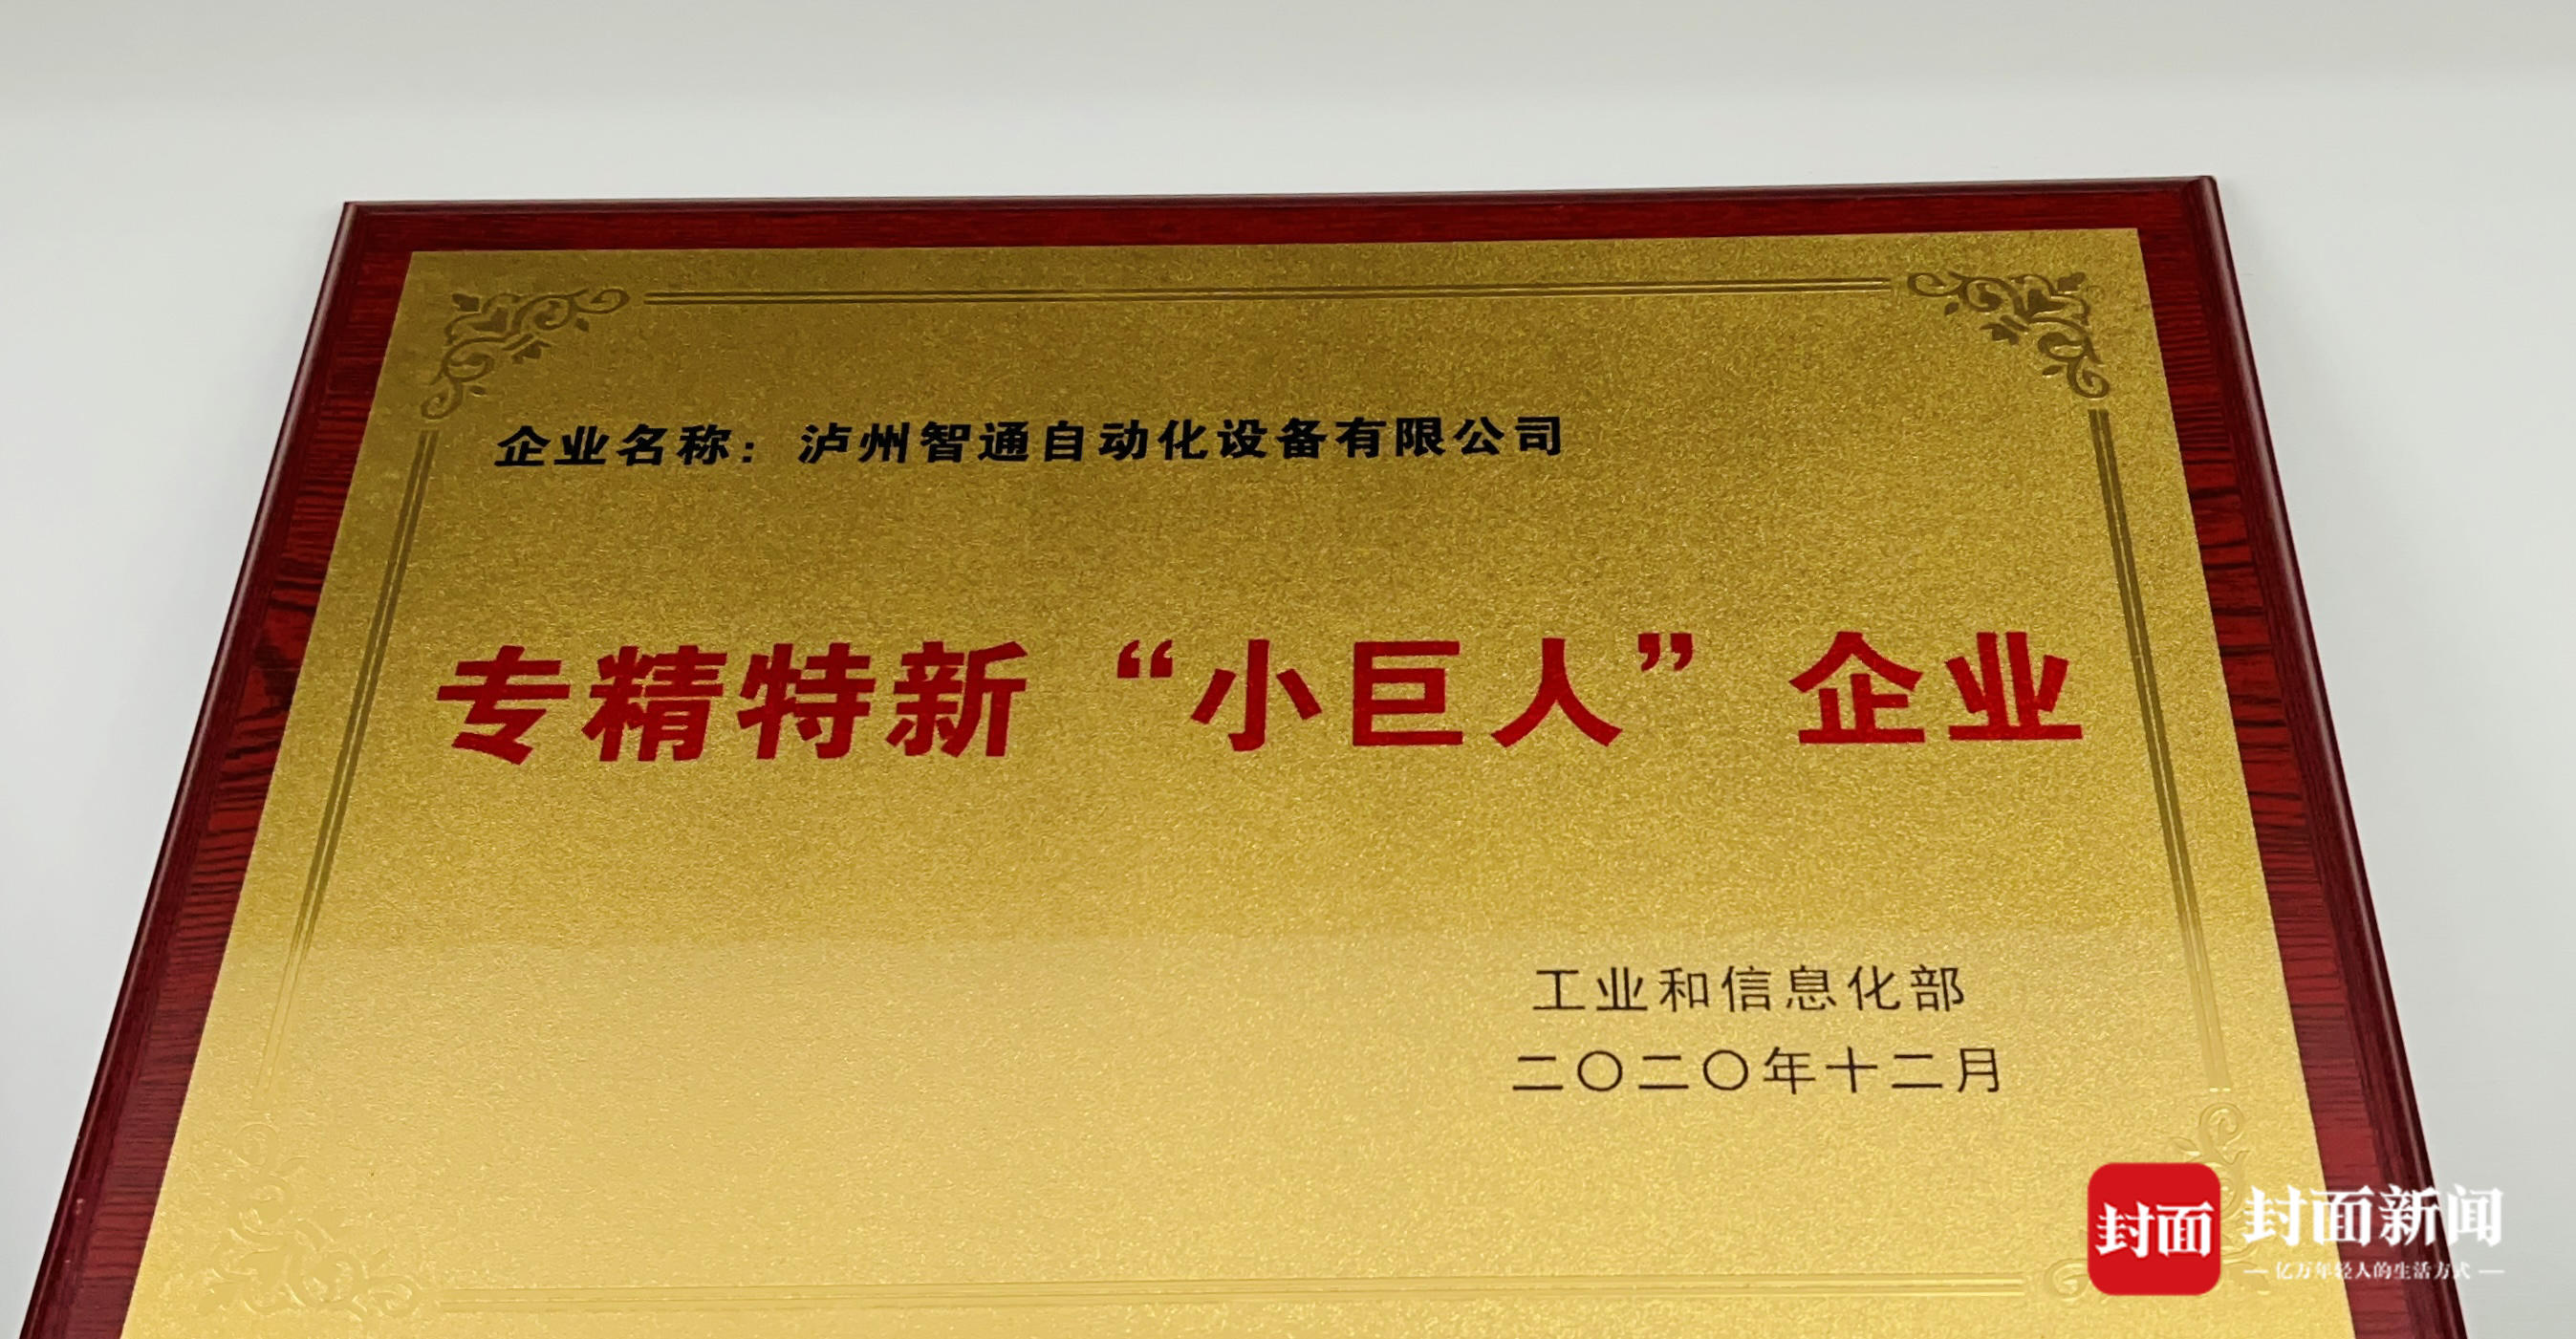 企业名称：泸州智通自动化设备有限公司
专精特新“小巨人”企业
工业和信息化部
二〇二〇年十二月
封面
封面新闻
亿万年轻人的生活方式